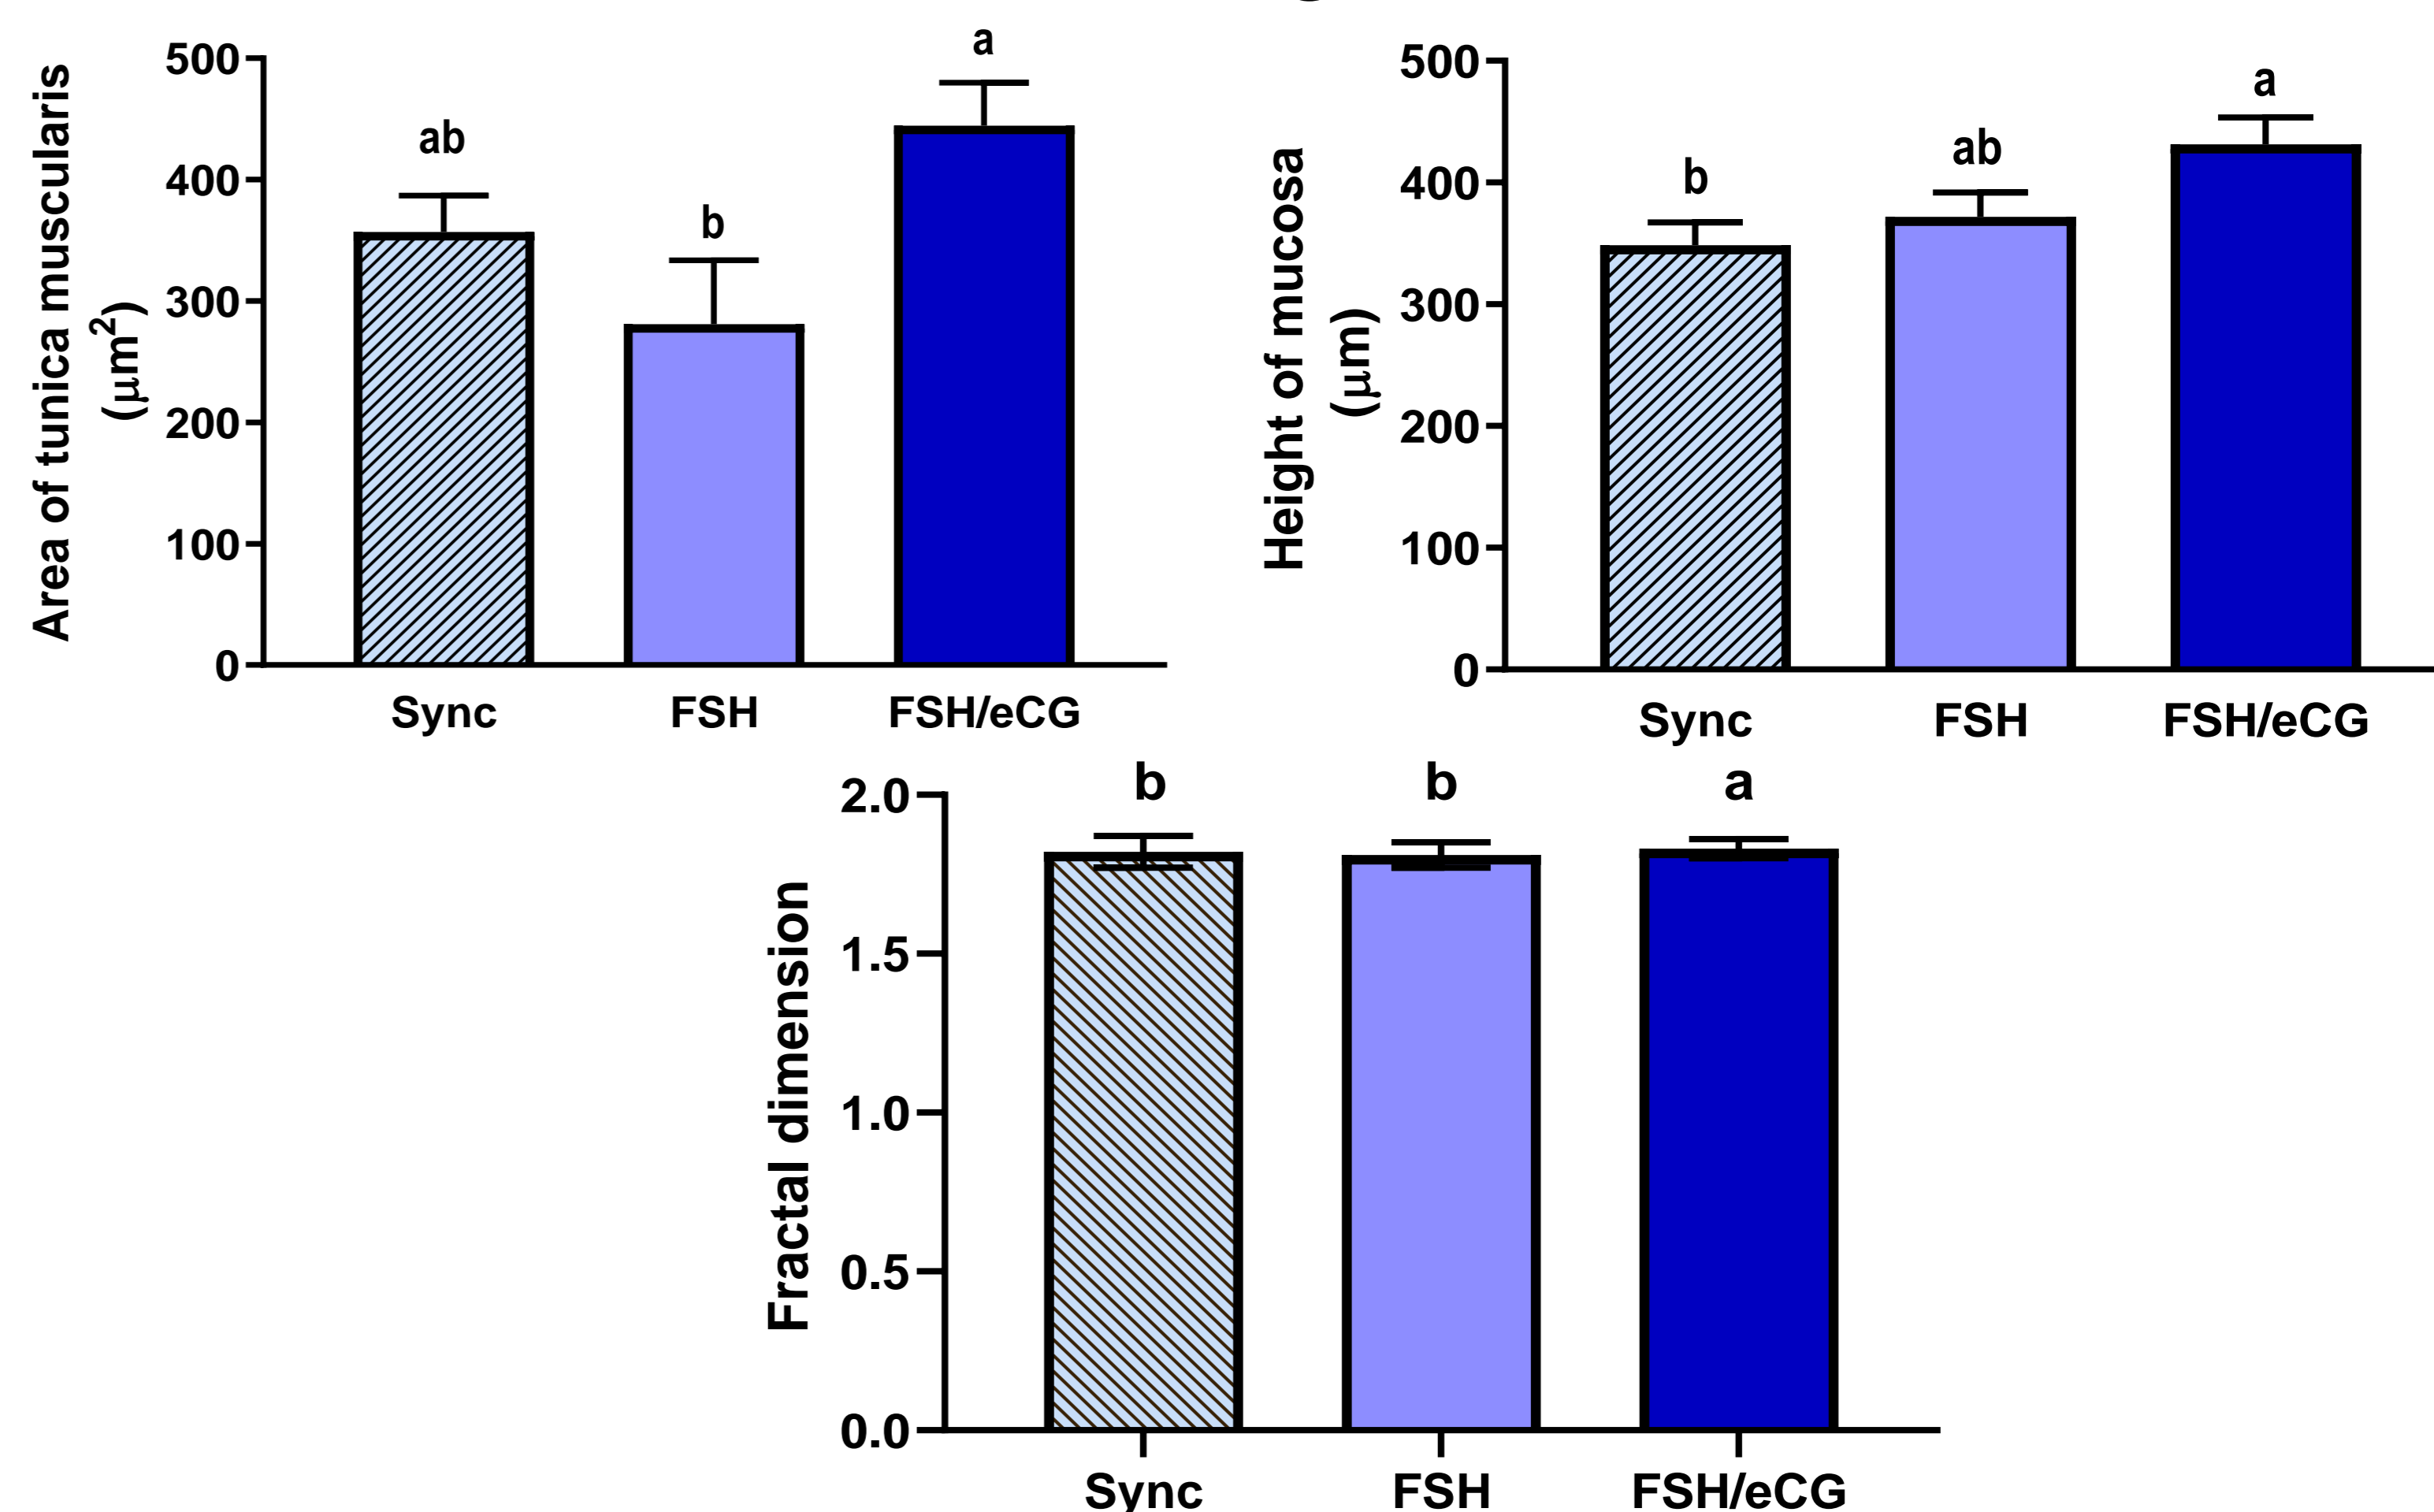 Area of tunica muscularis
(μm²)
500
400
300
200
100
0
ab
b
a
Sync FSH FSH/eCG
Height of mucosa
(μm)
500
400
300
200
100
0
b
ab
a
Sync FSH FSH/eCG
Fractal dimension
2.0
1.5
1.0
0.5
0.0
b b a
Sync FSH FSH/eCG